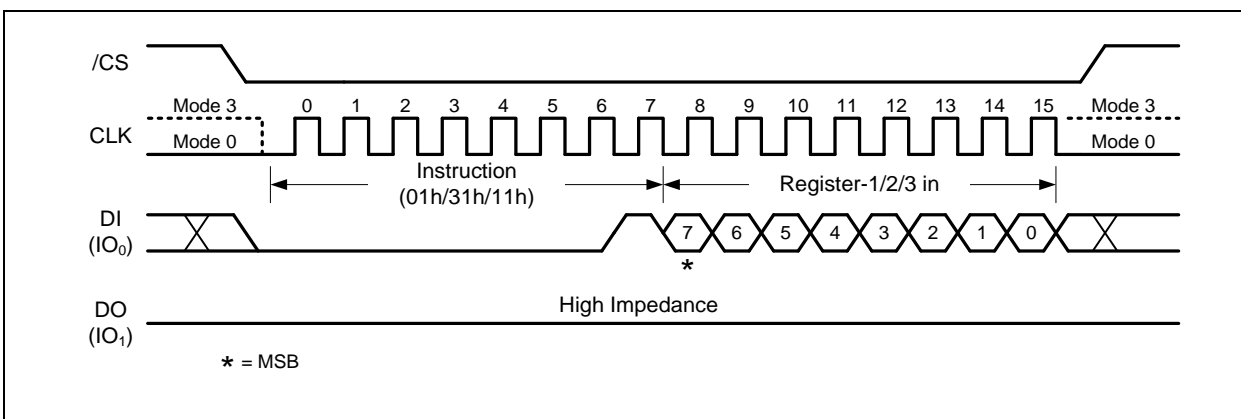 /CS
Mode 3 0 1 2 3 4 5 6 7 8 9 10 11 12 13 14 15 Mode 3
CLK
Mode 0 Mode 0
Instruction
(01h/31h/11h)
Register-1/2/3 in
DI
(IO₀)
7 6 5 4 3 2 1 0
*
High Impedance
DO
(IO₁)
* = MSB